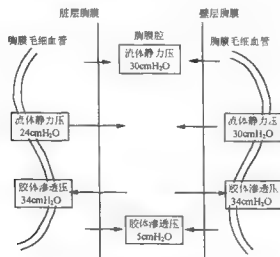 脏层胸膜
壁层胸膜
胸膜毛细血管
胸膜腔
胸膜毛细血管
流体静力压
30cmH₂O
流体静力压
24cmH₂O
流体静力压
30cmH₂O
胶体渗透压
34cmH₂O
胶体渗透压
34cmH₂O
胶体渗透压
5cmH₂O